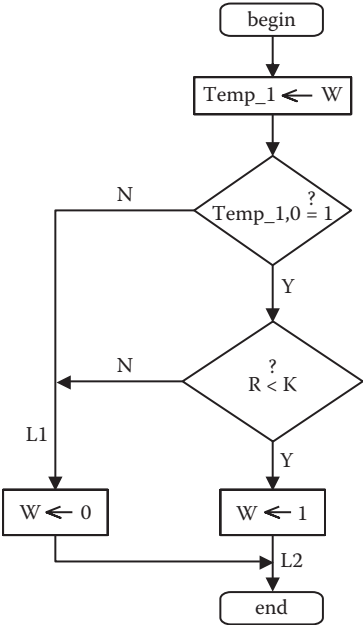 begin
Temp_1 ← W
N
?
Temp_1,0 = 1
Y
N
?
R < K
L1
Y
W ← 0
W ← 1
L2
end